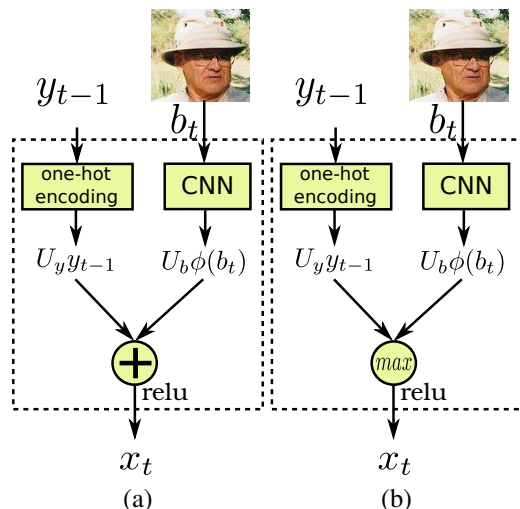 y_{t-1} b_t
one-hot encoding
CNN
U_y y_{t-1} U_b ϕ(b_t)
+
relu
x_t
(a)
y_{t-1} b_t
one-hot encoding
CNN
U_y y_{t-1} U_b ϕ(b_t)
max
relu
x_t
(b)